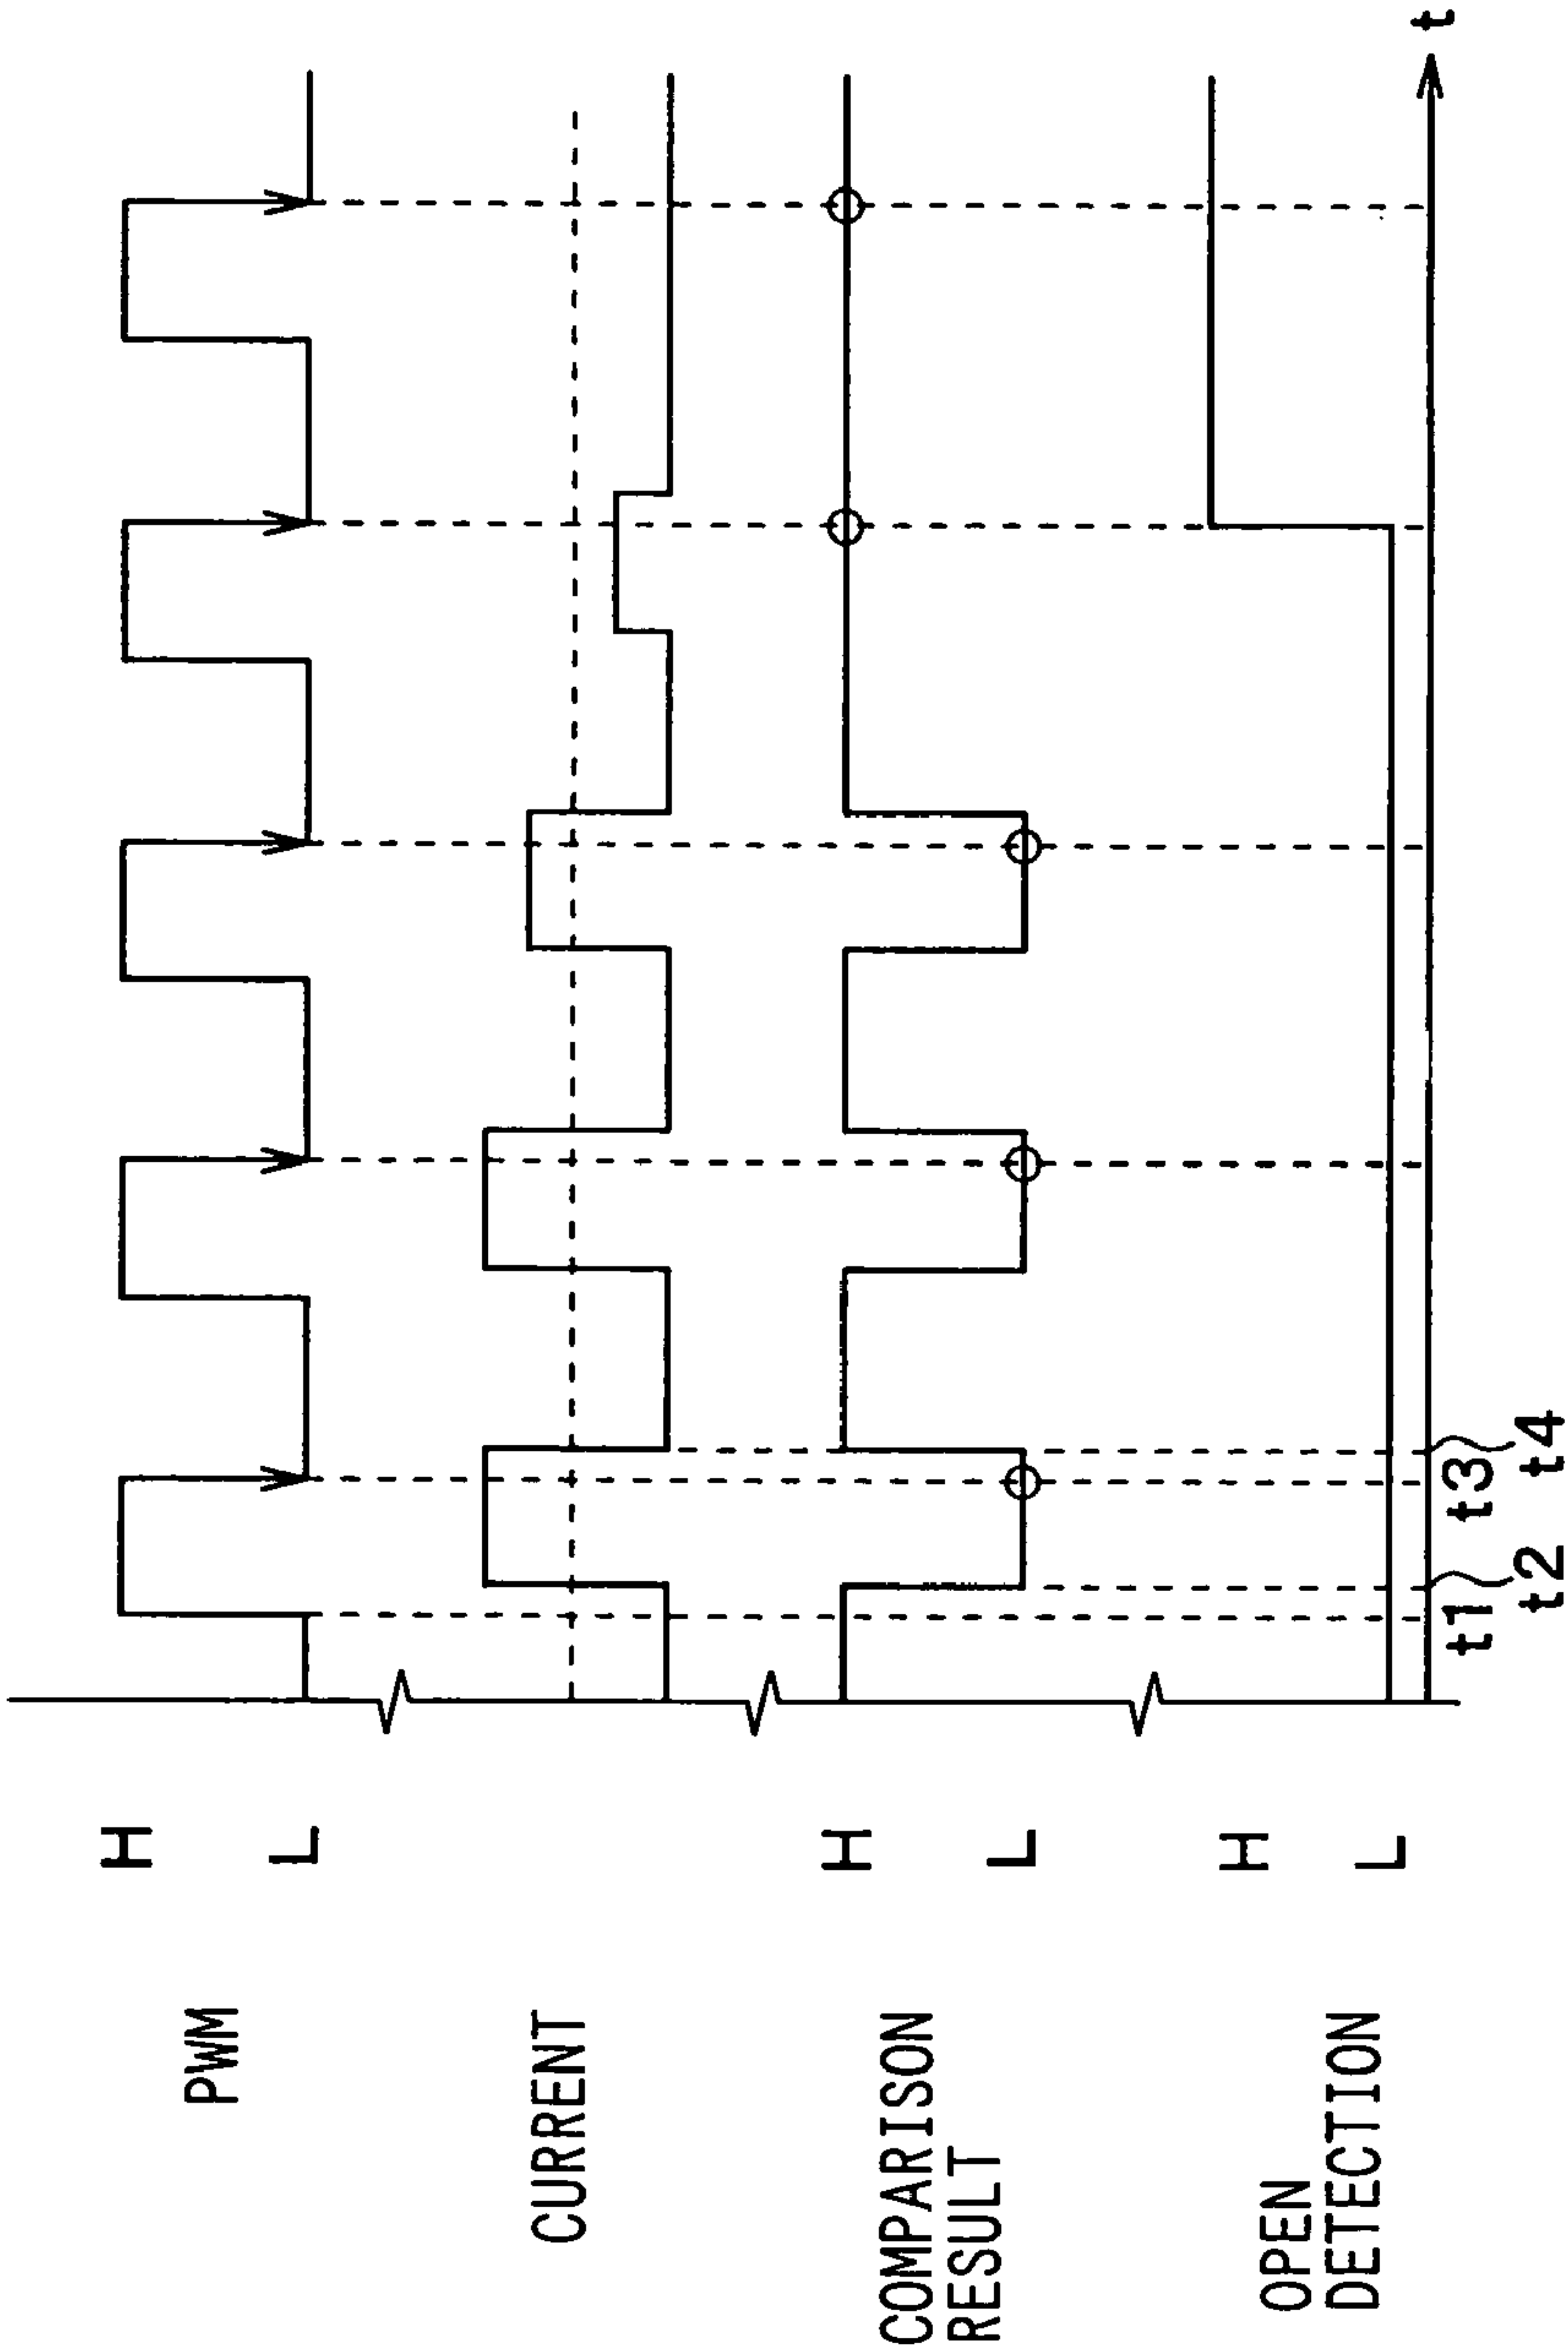 PWM
H
L
CURRENT
COMPARISON
RESULT
H
L
OPEN
DETECTION
H
L
t1
t2
t3
t4
t